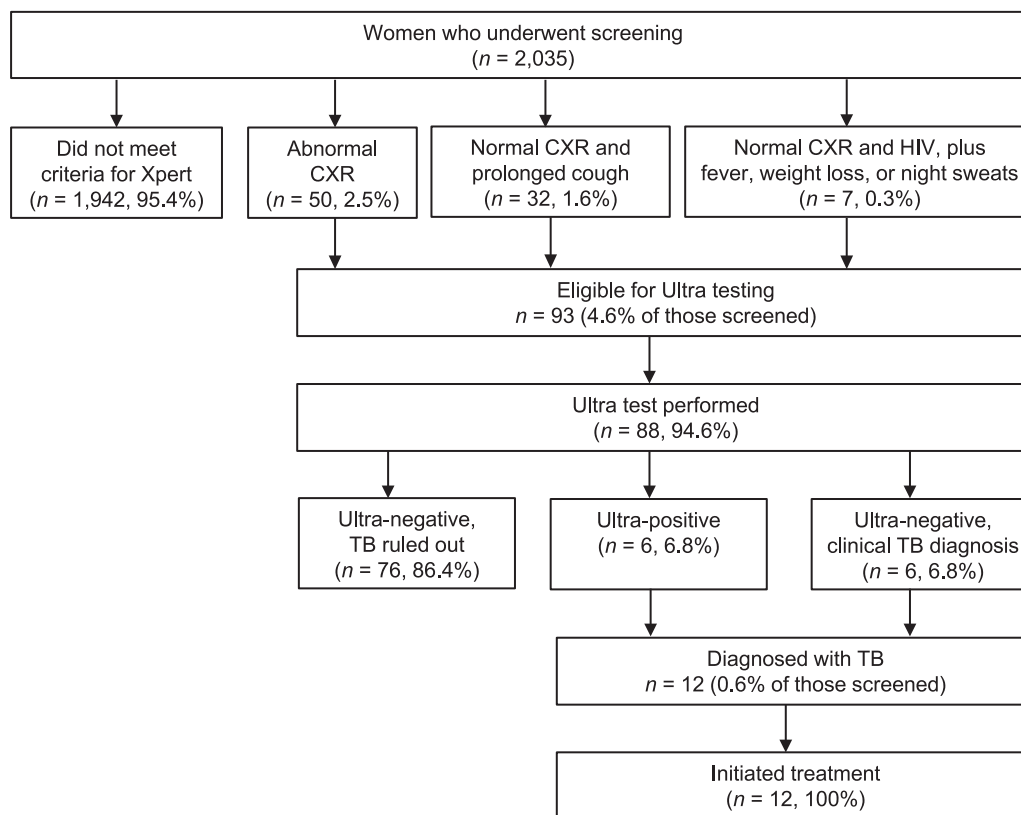 Women who underwent screening
(n = 2,035)
Did not meet
criteria for Xpert
(n = 1,942, 95.4%)
Abnormal
CXR
(n = 50, 2.5%)
Normal CXR and
prolonged cough
(n = 32, 1.6%)
Normal CXR and HIV, plus
fever, weight loss, or night sweats
(n = 7, 0.3%)
Eligible for Ultra testing
n = 93 (4.6% of those screened)
Ultra test performed
(n = 88, 94.6%)
Ultra-negative,
TB ruled out
(n = 76, 86.4%)
Ultra-positive
(n = 6, 6.8%)
Ultra-negative,
clinical TB diagnosis
(n = 6, 6.8%)
Diagnosed with TB
n = 12 (0.6% of those screened)
Initiated treatment
(n = 12, 100%)